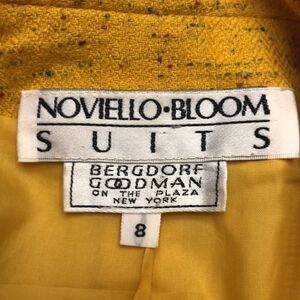 NOVIELLO•BLOOM
SUITS
BERGDORF
GOODMAN
ON THE PLAZA
NEW YORK
8